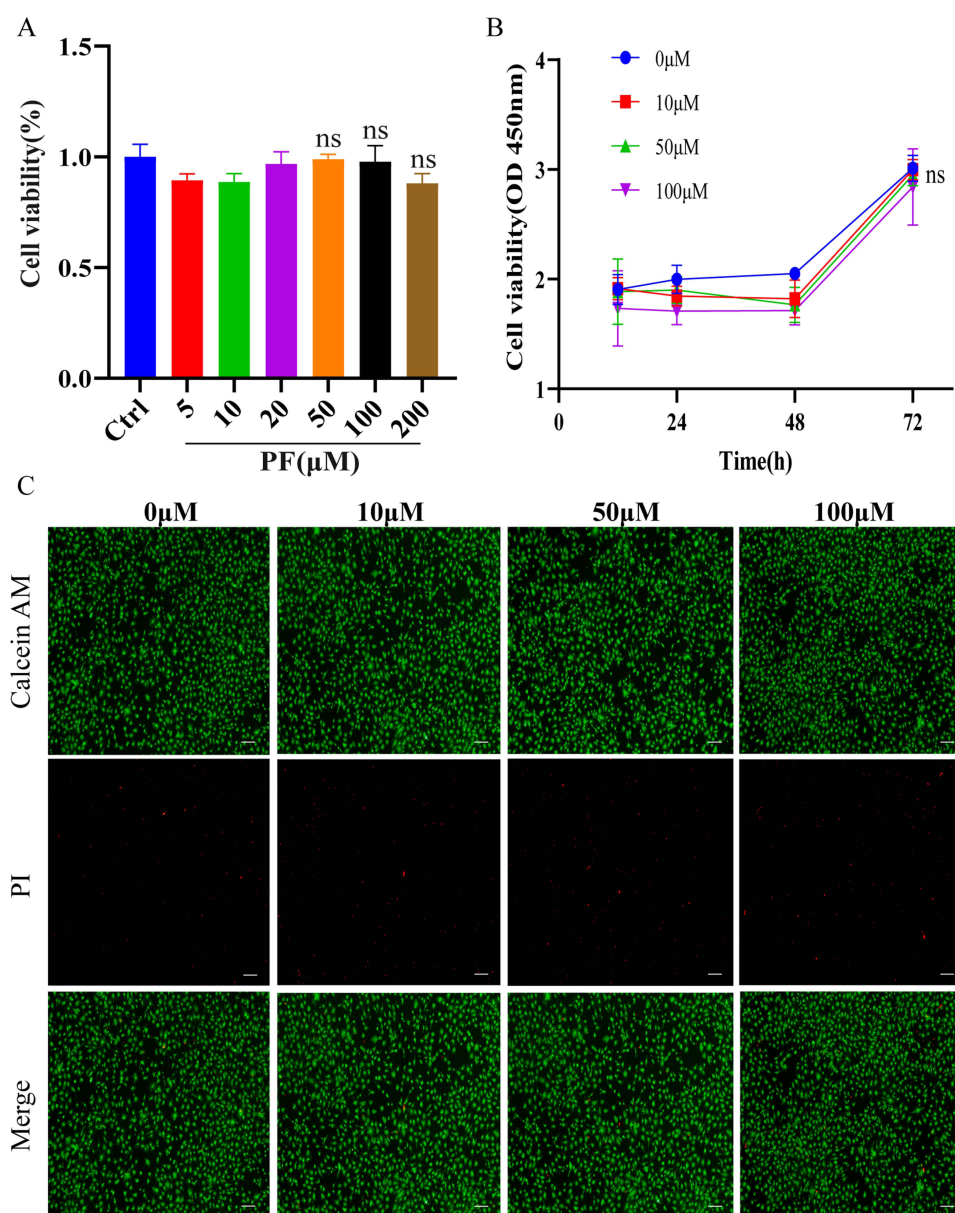 A
Cell viability(%)
1.5
1.0
0.5
0.0
ns
ns
ns
Ctrl
5
10
20
50
100
200
PF(μM)
B
Cell viability(OD 450nm)
4
3
2
1
0μM
10μM
50μM
100μM
ns
0
24
48
72
Time(h)
C
0μM
10μM
50μM
100μM
Calcein AM
PI
Merge